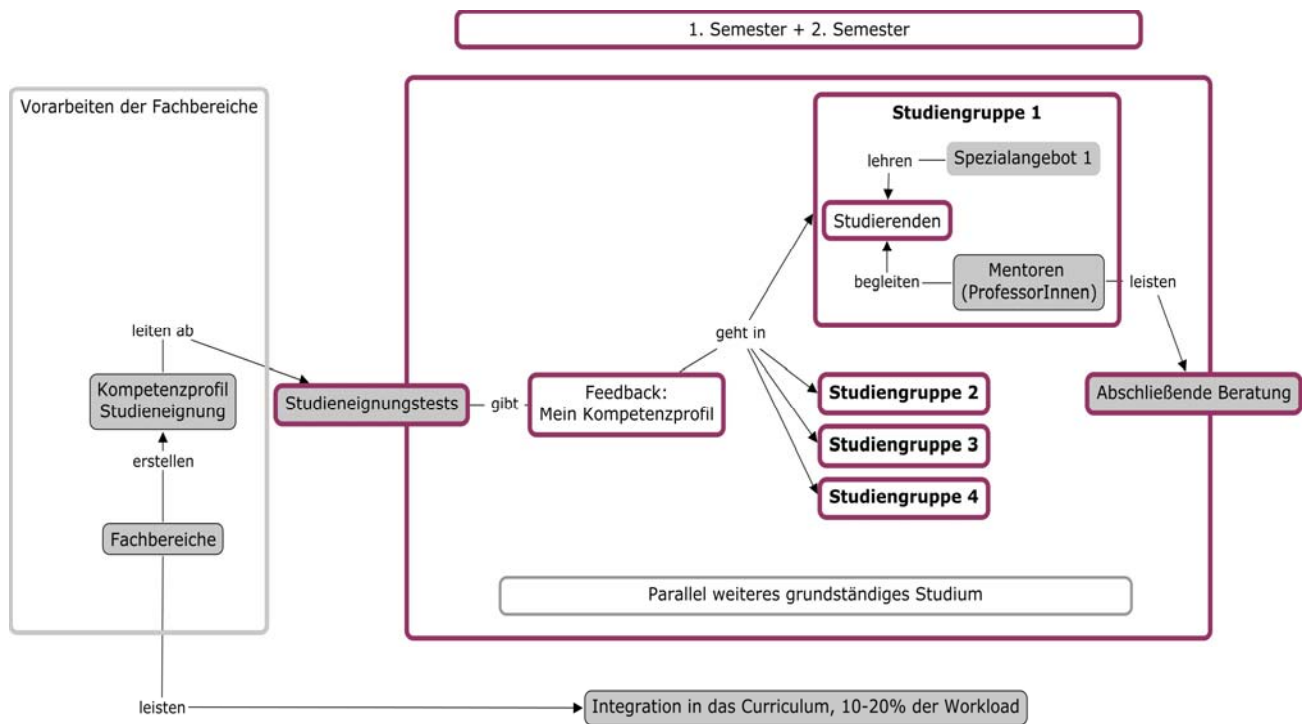 1. Semester + 2. Semester
Vorarbeiten der Fachbereiche
leiten ab
Kompetenzprofil
Studieneignung
erstellen
Fachbereiche
leisten
Studieneignungstests
gibt
Feedback:
Mein Kompetenzprofil
geht in
Studiengruppe 1
lehren
Spezialangebot 1
Studierenden
begleiten
Mentoren
(ProfessorInnen)
leisten
Studiengruppe 2
Studiengruppe 3
Studiengruppe 4
Abschließende Beratung
Parallel weiteres grundständiges Studium
Integration in das Curriculum, 10-20% der Workload